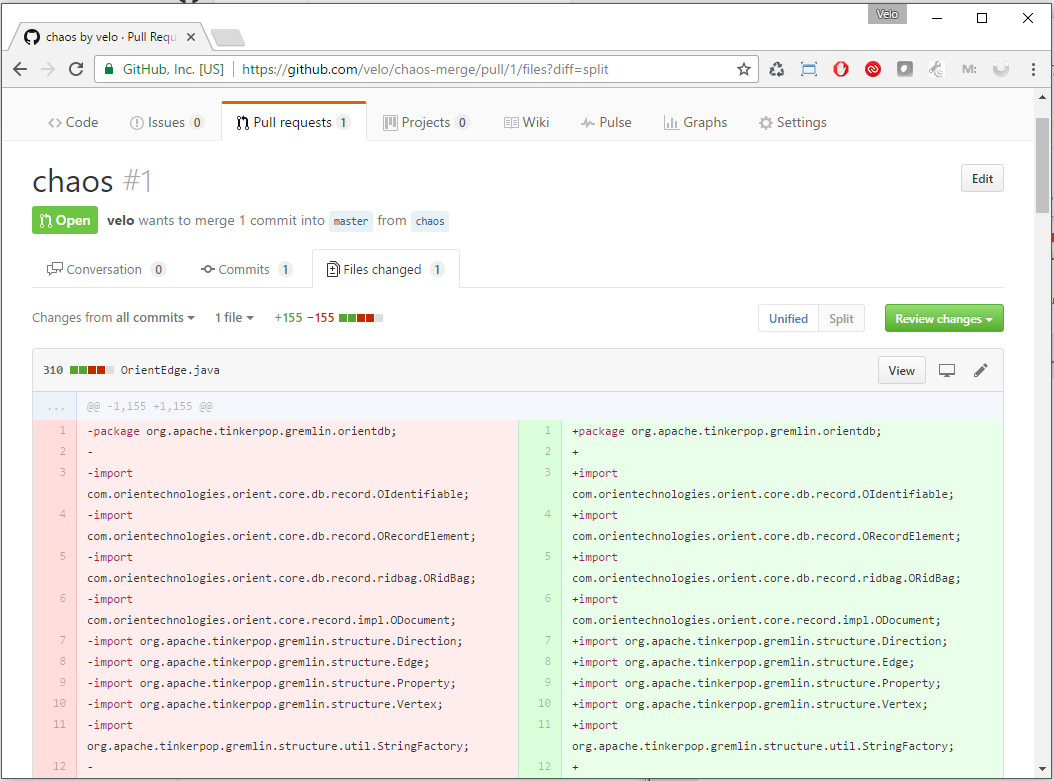 Velo
chaos by velo · Pull Requ
GitHub, Inc. [US] https://github.com/velo/chaos-merge/pull/1/files?diff=split
M:
Code Issues 0 Pull requests 1 Projects 0 Wiki Pulse Graphs Settings
chaos #1 Edit
Open velo wants to merge 1 commit into master from chaos
Conversation 0 Commits 1 Files changed 1
Changes from all commits 1 file +155 −155 Unified Split Review changes
310 OrientEdge.java View
... @@ -1,155 +1,155 @@
1 -package org.apache.tinkerpop.gremlin.orientdb; 1 +package org.apache.tinkerpop.gremlin.orientdb;
2 - 2 +
3 -import 3 +import
com.orientechnologies.orient.core.db.record.OIdentifiable; com.orientechnologies.orient.core.db.record.OIdentifiable;
4 -import 4 +import
com.orientechnologies.orient.core.db.record.ORecordElement; com.orientechnologies.orient.core.db.record.ORecordElement;
5 -import 5 +import
com.orientechnologies.orient.core.db.record.ridbag.ORidBag; com.orientechnologies.orient.core.db.record.ridbag.ORidBag;
6 -import 6 +import
com.orientechnologies.orient.core.record.impl.ODocument; com.orientechnologies.orient.core.record.impl.ODocument;
7 -import org.apache.tinkerpop.gremlin.structure.Direction; 7 +import org.apache.tinkerpop.gremlin.structure.Direction;
8 -import org.apache.tinkerpop.gremlin.structure.Edge; 8 +import org.apache.tinkerpop.gremlin.structure.Edge;
9 -import org.apache.tinkerpop.gremlin.structure.Property; 9 +import org.apache.tinkerpop.gremlin.structure.Property;
10 -import org.apache.tinkerpop.gremlin.structure.Vertex; 10 +import org.apache.tinkerpop.gremlin.structure.Vertex;
11 -import 11 +import
org.apache.tinkerpop.gremlin.structure.util.StringFactory; org.apache.tinkerpop.gremlin.structure.util.StringFactory;
12 - 12 +